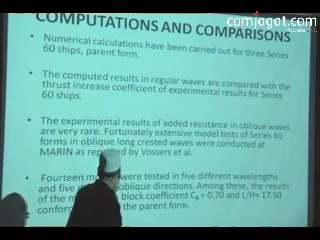 COMPUTATIONS AND COMPARISONS
comjagat.com
• Numerical calculations have been carried out for three Series
60 ships, parent form.
• The computed results in regular waves are compared with the
thrust increase coefficient of experimental results for Series
60 ships.
• The experimental results of added resistance in oblique waves
are very rare. Fortunately extensive model tests of Series 60
forms in oblique long crested waves were conducted at
MARIN as reported by Vossers et al.
• Fourteen were tested in five different wavelengths
and five oblique directions. Among these, the results
of the block coefficient CB = 0.70 and L/H= 17.50
the parent form.